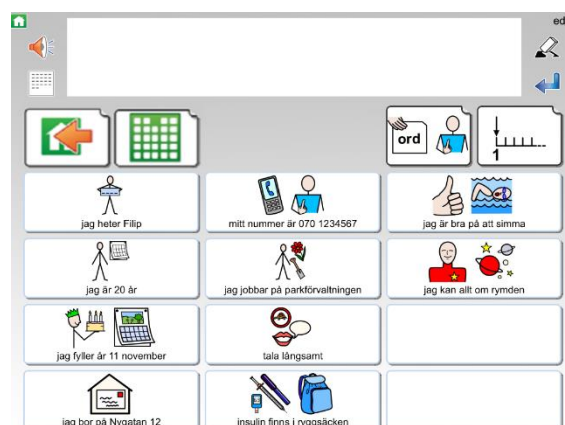 ed
ord
1
jag heter Filip
mitt nummer är 070 1234567
jag är bra på att simma
jag är 20 år
jag jobbar på parkförvaltningen
jag kan allt om rymden
jag fyller år 11 november
tala långsamt
jag bor på Nygatan 12
insulin finns i ryggsäcken